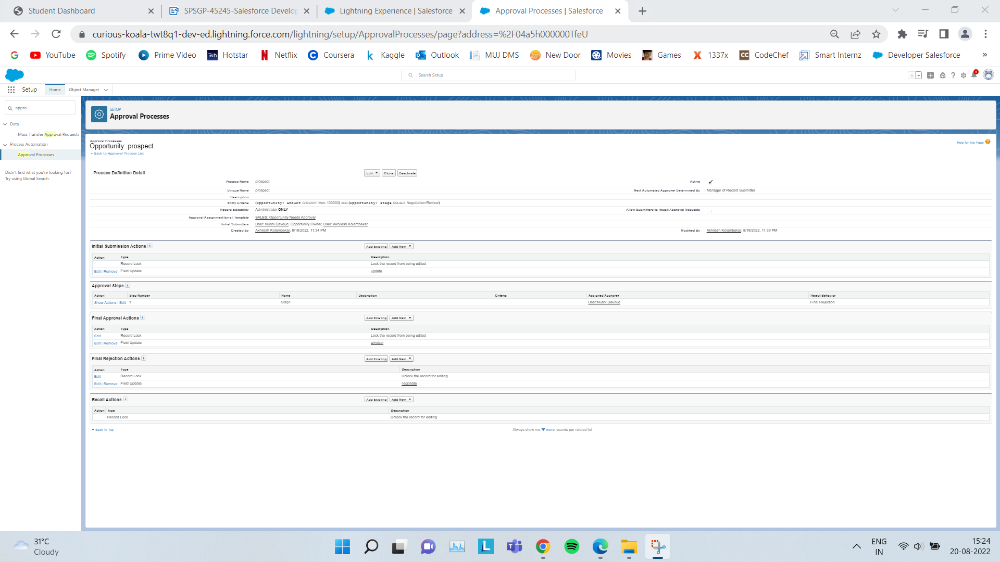 Student Dashboard
SPSGP-45245-Salesforce Develop
Lightning Experience | Salesforce
Approval Processes | Salesforce
curious-koala-twt8q1-dev-ed.lightning.force.com/lightning/setup/ApprovalProcesses/page?address=%2F04a5h000000TfeU
YouTube Spotify Prime Video Hotstar Netflix Coursera Kaggle Outlook MUJ DMS New Door Movies Games 1337x CodeChef Smart Internz Developer Salesforce »
Search Setup
Setup Home Object Manager
appro
Data
Mass Transfer Approval Requests
Process Automation
Approval Processes
Didn't find what you're looking for?
Try using Global Search.
SETUP
Approval Processes
Approval Processes
Opportunity: prospect
« Back to Approval Process List
Help for this Page
Process Definition Detail Edit Clone Deactivate
Process Name prospect Active
Unique Name prospect Next Automated Approver Determined By Manager of Record Submitter
Description
Entry Criteria (Opportunity: Amount GREATER THAN 100000) AND (Opportunity: Stage EQUALS Negotiation/Review)
Record Editability Administrator ONLY Allow Submitters to Recall Approval Requests
Approval Assignment Email Template SALES: Opportunity Needs Approval
Initial Submitters User: Nushi Davoud, Opportunity Owner, User: Akhilesh Kolambekar
Created By Akhilesh Kolambekar, 8/18/2022, 11:34 PM Modified By Akhilesh Kolambekar, 8/18/2022, 11:39 PM
Initial Submission Actions Add Existing Add New
Action Type Description
Record Lock Lock the record from being edited
Edit | Remove Field Update update
Approval Steps
Action Step Number Name Description Criteria Assigned Approver Reject Behavior
Show Actions | Edit 1 Step1 User:Nushi Davoud Final Rejection
Final Approval Actions Add Existing Add New
Action Type Description
Edit Record Lock Lock the record from being edited
Edit | Remove Field Update windeal
Final Rejection Actions Add Existing Add New
Action Type Description
Edit Record Lock Unlock the record for editing
Edit | Remove Field Update negotiate
Recall Actions Add Existing Add New
Action Type Description
Record Lock Unlock the record for editing
Back To Top Always show me more records per related list
31°C
Cloudy
ENG
IN
15:24
20-08-2022